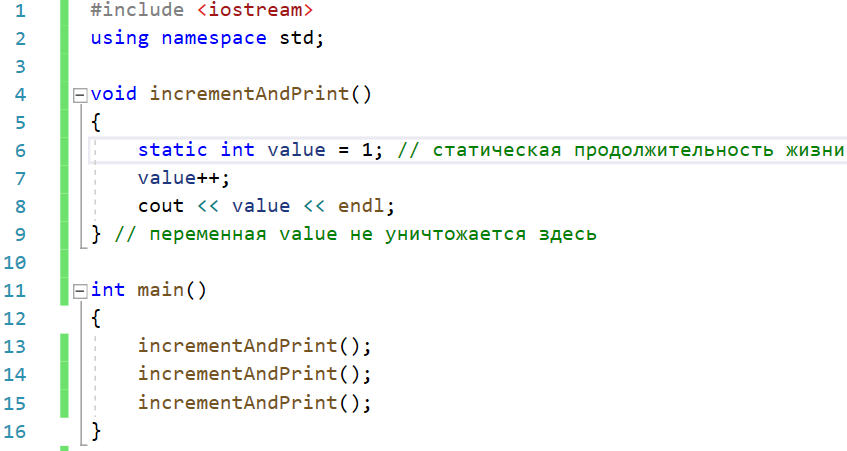 1 #include <iostream>
2 using namespace std;
3
4 void incrementAndPrint()
5 {
6 static int value = 1; // статическая продолжительность жизни
7 value++;
8 cout << value << endl;
9 } // переменная value не уничтожается здесь
10
11 int main()
12 {
13 incrementAndPrint();
14 incrementAndPrint();
15 incrementAndPrint();
16 }